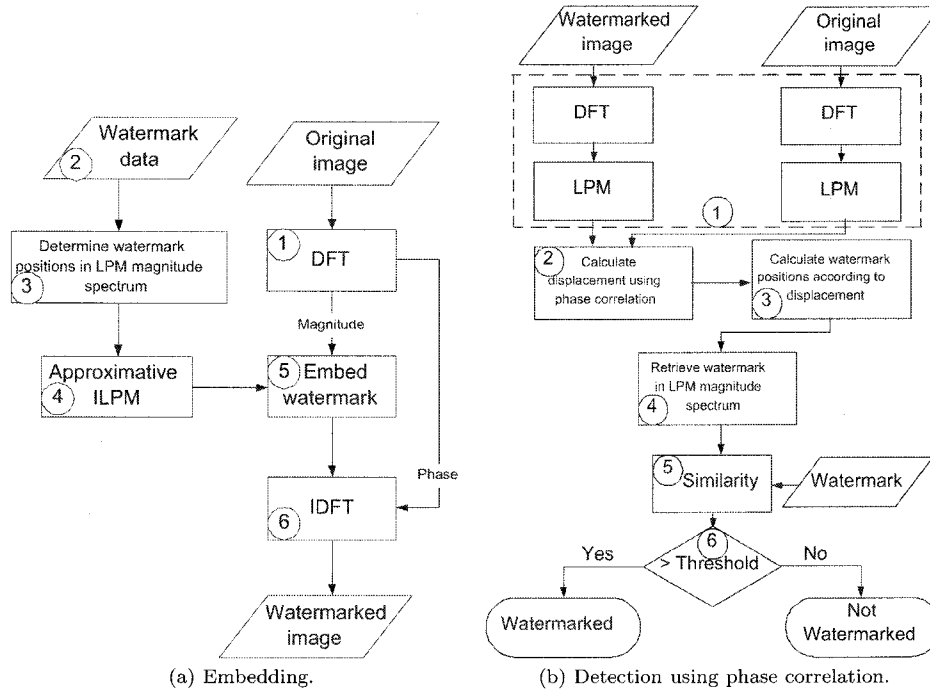 Watermark
data
2
Original
image
Determine watermark
positions in LPM magnitude
spectrum
3
1
DFT
Magnitude
Approximative
ILPM
4
5
Embed
watermark
Phase
IDFT
6
Watermarked
image
(a) Embedding.
Watermarked
image
Original
image
DFT
DFT
LPM
LPM
1
2
Calculate
displacement using
phase correlation
Calculate watermark
positions according to
displacement
3
Retrieve watermark
in LPM magnitude
spectrum
4
5
Similarity
Watermark
6
> Threshold
Yes
No
Watermarked
Not
Watermarked
(b) Detection using phase correlation.